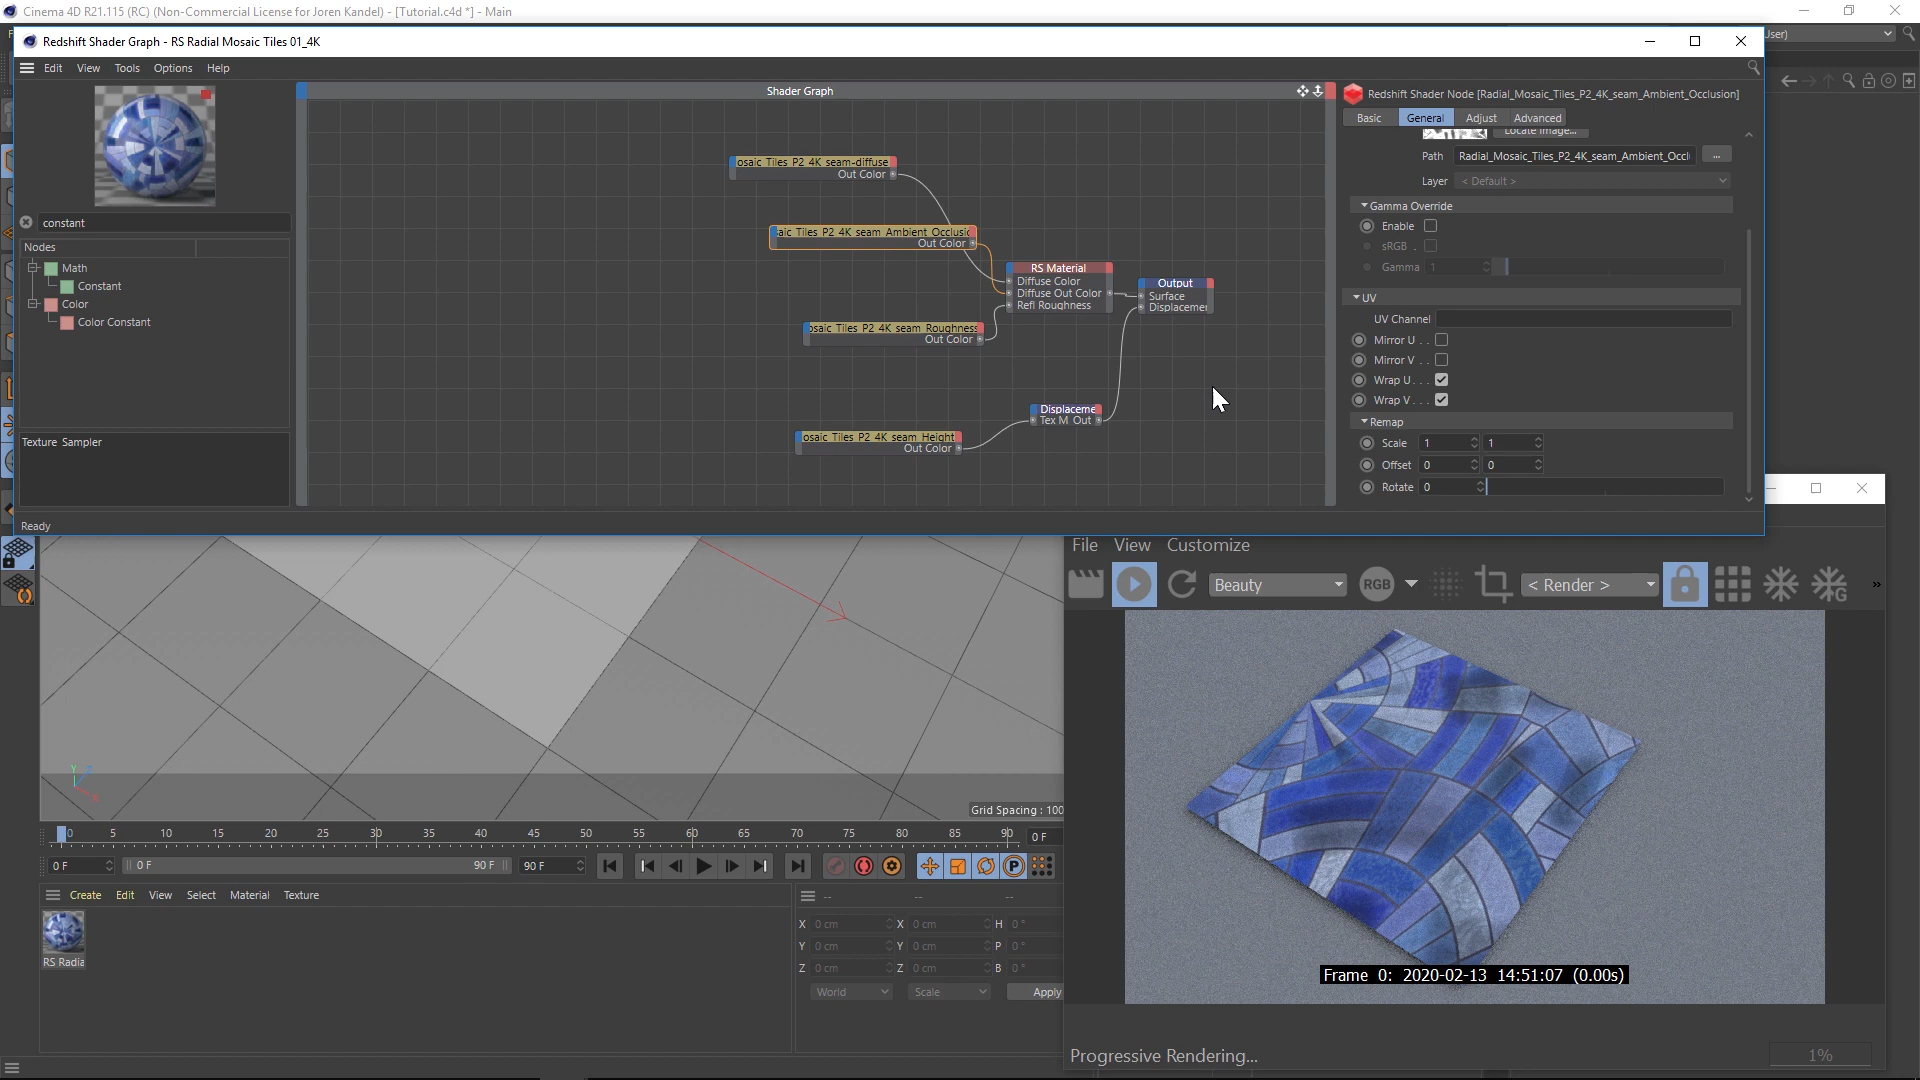 Cinema 4D R21.115 (RC) (Non-Commercial License for Joren Kandel) - [Tutorial.c4d *] - Main
Redshift Shader Graph - RS Radial Mosaic Tiles 01_4K
Edit View Tools Options Help
constant
Nodes
Math
Constant
Color
Color Constant
Texture Sampler
Ready
Shader Graph
osaic Tiles P2 4K seam-diffuse
Out Color
aic Tiles P2 4K seam Ambient Occlusic
Out Color
RS Material
Diffuse Color
Diffuse Out Color
Refl Roughness
Output
Surface
Displacemer
osaic Tiles P2 4K seam Roughness
Out Color
Displaceme
Tex M Out
osaic Tiles P2 4K seam Height
Out Color
Redshift Shader Node [Radial_Mosaic_Tiles_P2_4K_seam_Ambient_Occlusion]
Basic General Adjust Advanced
Locate Image...
Path Radial_Mosaic_Tiles_P2_4K_seam_Ambient_Occl ...
Layer < Default >
Gamma Override
Enable
sRGB .
Gamma 1
UV
UV Channel
Mirror U . .
Mirror V . .
Wrap U . . .
Wrap V . . .
Remap
Scale 1 1
Offset 0 0
Rotate 0
User)
File View Customize
Beauty RGB < Render > G »
Frame 0: 2020-02-13 14:51:07 (0.00s)
Progressive Rendering... 1%
Y Z X
Grid Spacing : 100
0 5 10 15 20 25 30 35 40 45 50 55 60 65 70 75 80 85 90 0 F
0 F 0 F 90 F 90 F P
Create Edit View Select Material Texture
RS Radia
-- -- --
X 0 cm X 0 cm H 0 °
Y 0 cm Y 0 cm P 0 °
Z 0 cm Z 0 cm B 0 °
World Scale Apply